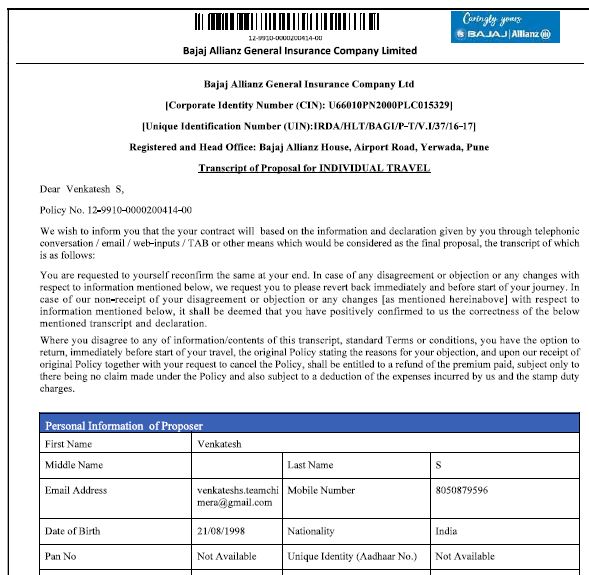 12-9910-0000200414-00
Caringly yours
BAJAJ | Allianz
Bajaj Allianz General Insurance Company Limited
Bajaj Allianz General Insurance Company Ltd
[Corporate Identity Number (CIN): U66010PN2000PLC015329]
[Unique Identification Number (UIN):IRDA/HLT/BAGI/P-T/V.I/37/16-17]
Registered and Head Office: Bajaj Allianz House, Airport Road, Yerwada, Pune
Transcript of Proposal for INDIVIDUAL TRAVEL
Dear Venkatesh S,
Policy No. 12-9910-0000200414-00
We wish to inform you that the your contract will based on the information and declaration given by you through telephonic
conversation / email / web-inputs / TAB or other means which would be considered as the final proposal, the transcript of which
is as follows:
You are requested to yourself reconfirm the same at your end. In case of any disagreement or objection or any changes with
respect to information mentioned below, we request you to please revert back immediately and before start of your journey. In
case of our non-receipt of your disagreement or objection or any changes [as mentioned hereinabove] with respect to
information mentioned below, it shall be deemed that you have positively confirmed to us the correctness of the below
mentioned transcript and declaration.
Where you disagree to any of information/contents of this transcript, standard Terms or conditions, you have the option to
return, immediately before start of your travel, the original Policy stating the reasons for your objection, and upon our receipt of
original Policy together with your request to cancel the Policy, shall be entitled to a refund of the premium paid, subject only to
there being no claim made under the Policy and also subject to a deduction of the expenses incurred by us and the stamp duty
charges.
Personal Information of Proposer
First Name Venkatesh
Middle Name Last Name S
Email Address venkateshs.teamchi Mobile Number 8050879596
mera@gmail.com
Date of Birth 21/08/1998 Nationality India
Pan No Not Available Unique Identity (Aadhaar No.) Not Available